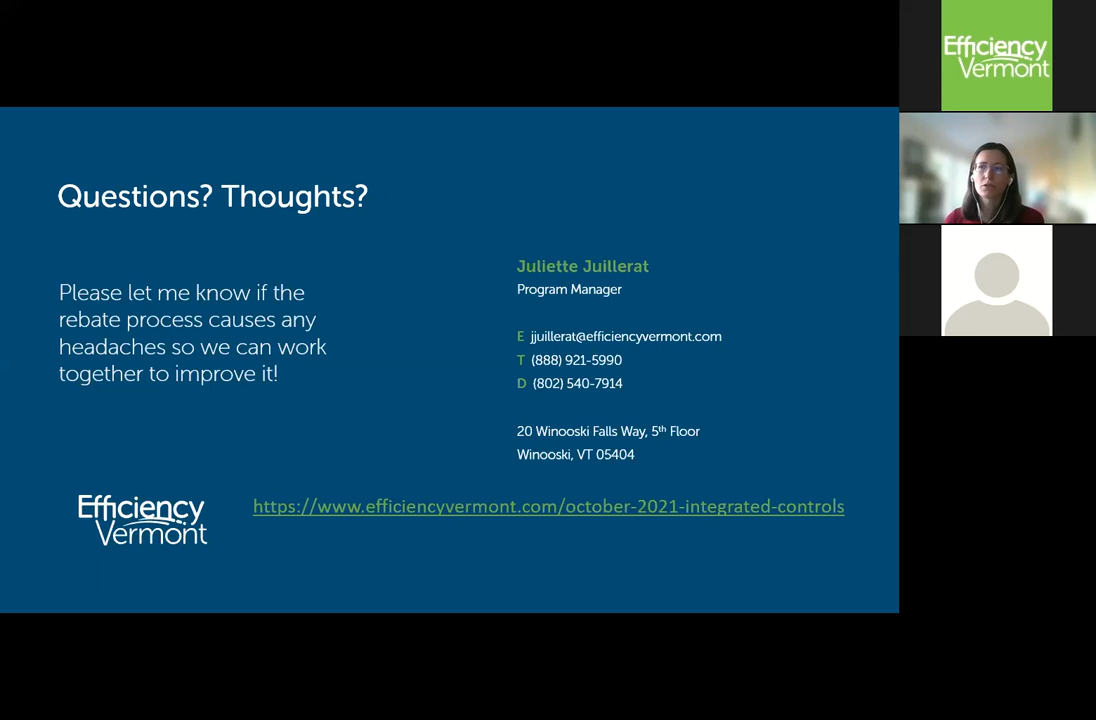 Questions? Thoughts?
Please let me know if the
rebate process causes any
headaches so we can work
together to improve it!
Juliette Juillerat
Program Manager
E jjuillerat@efficiencyvermont.com
T (888) 921-5990
D (802) 540-7914
20 Winooski Falls Way, 5th Floor
Winooski, VT 05404
Efficiency
Vermont
https://www.efficiencyvermont.com/october-2021-integrated-controls
Efficiency
Vermont